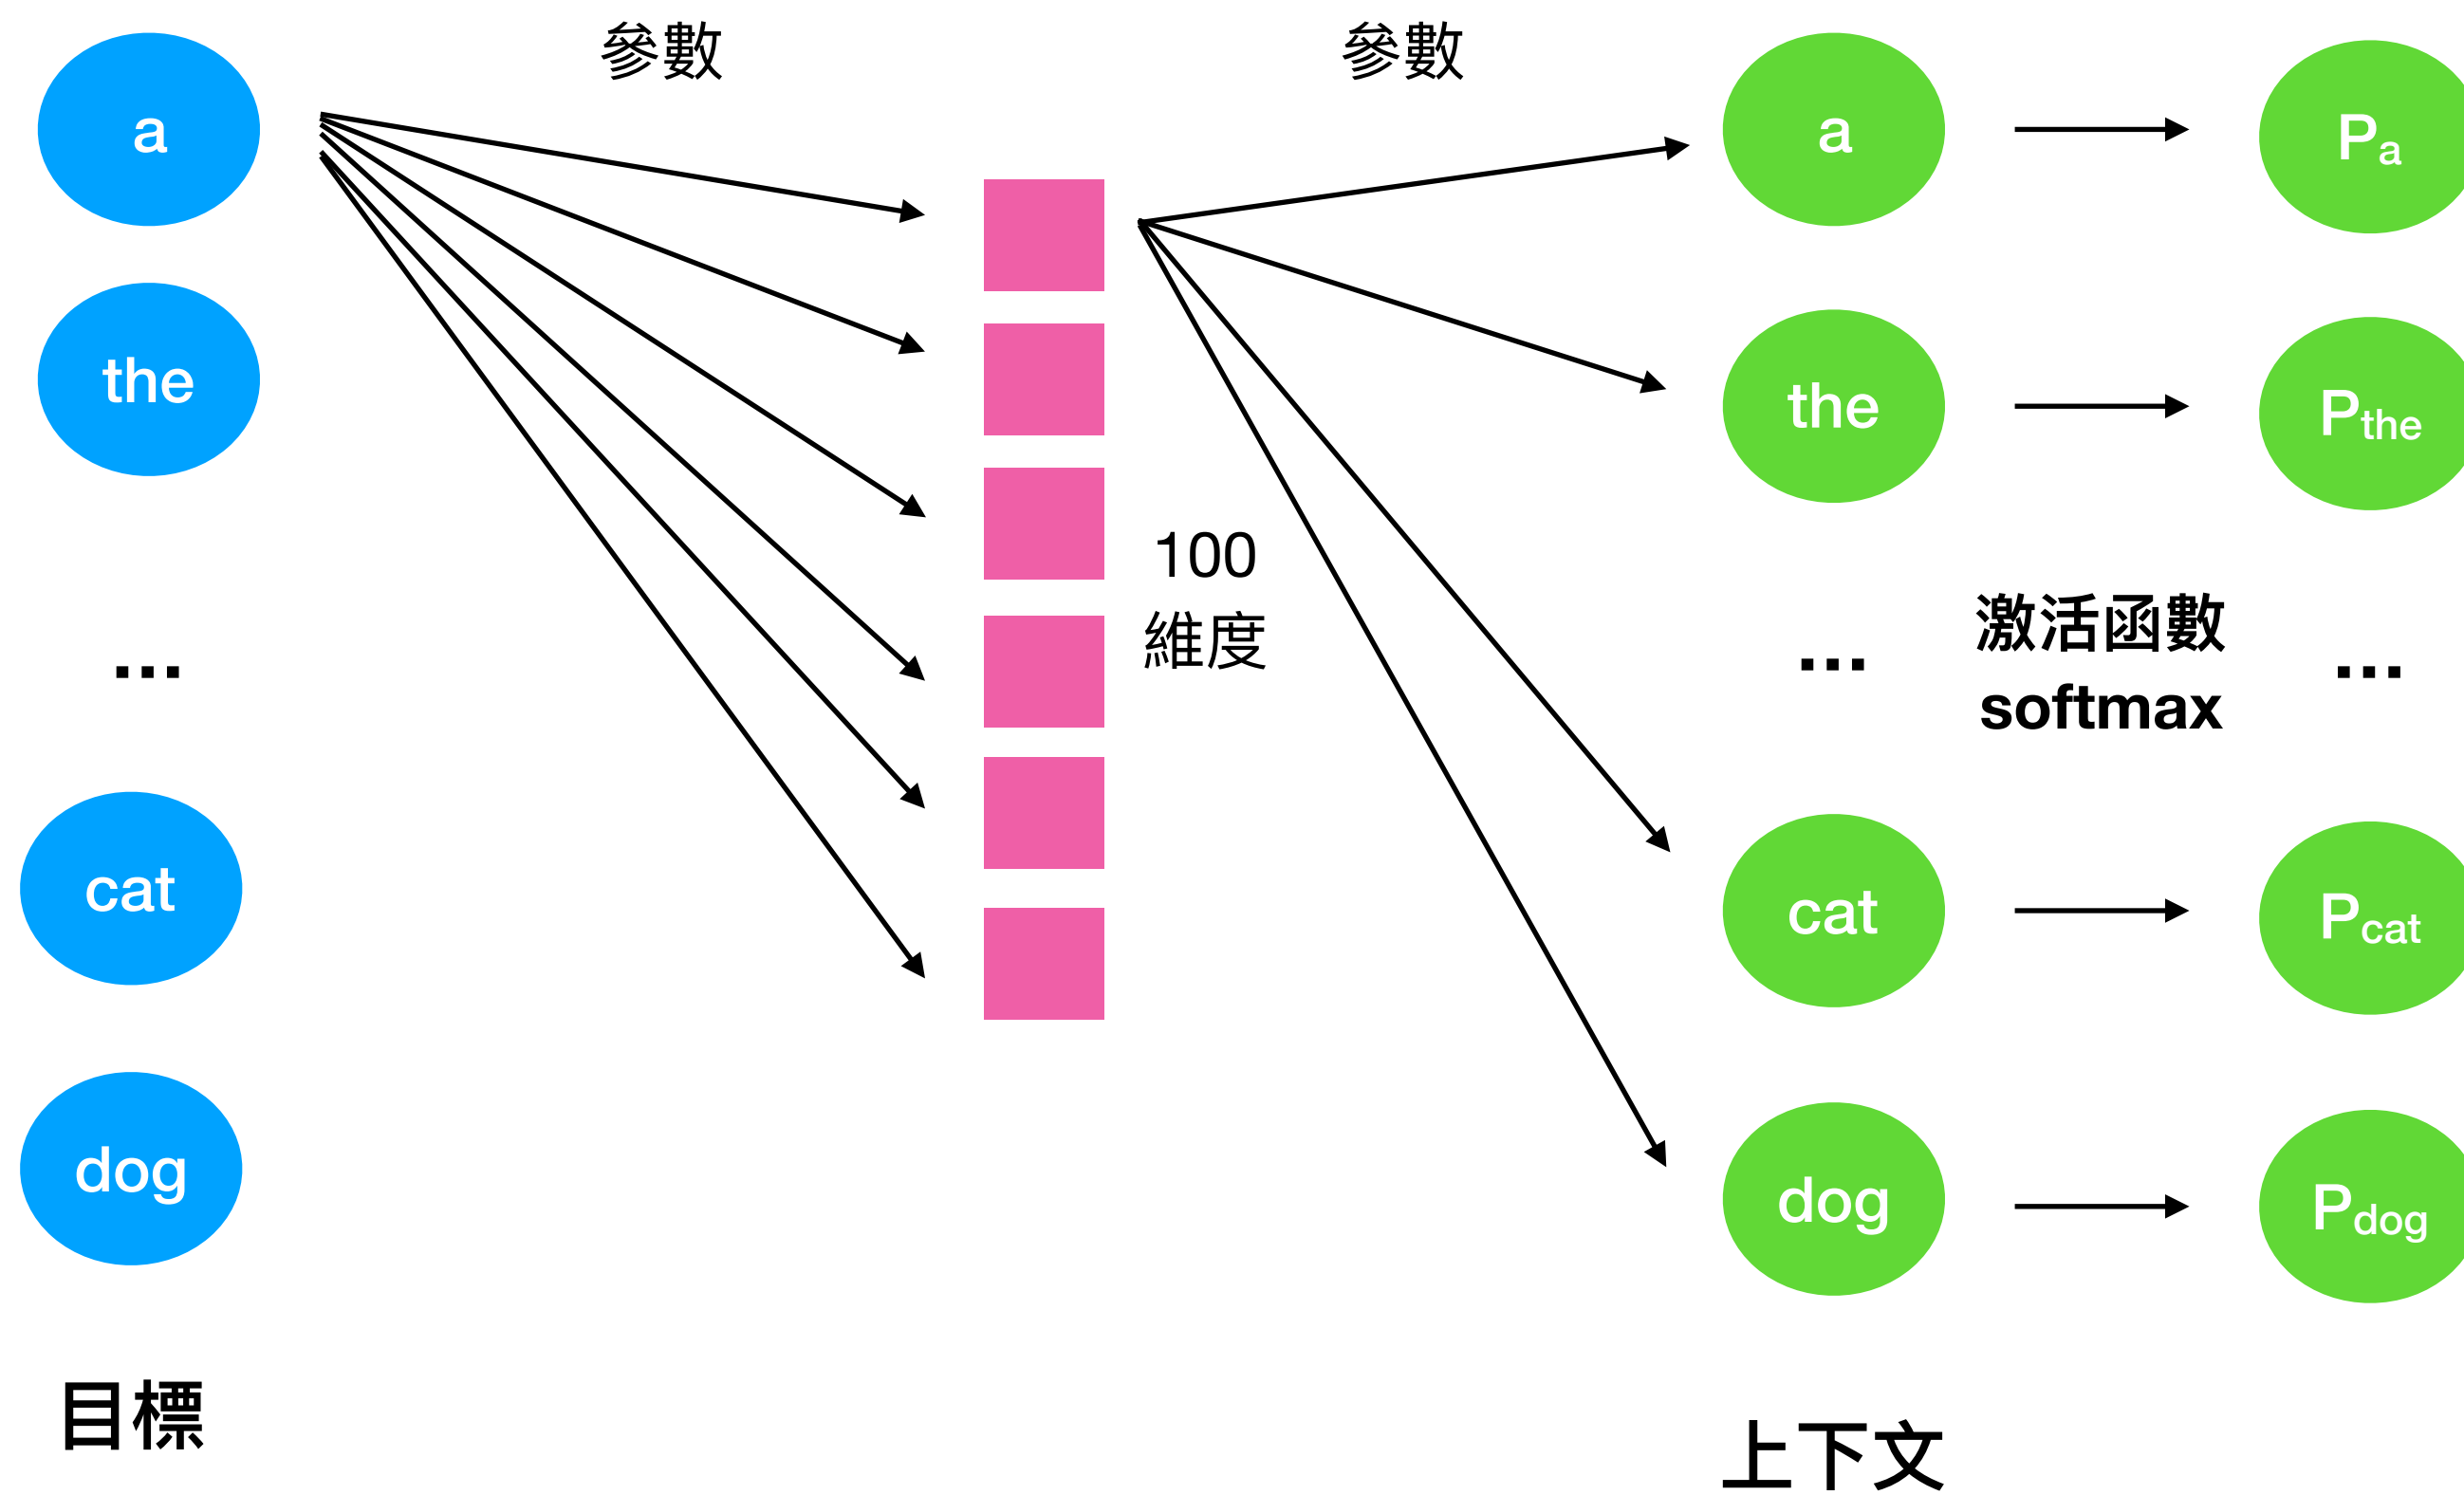 參數
參數
a
a
Pa
the
the
Pthe
100
維度
...
...
激活函數
softmax
...
cat
cat
Pcat
dog
dog
Pdog
目標
上下文